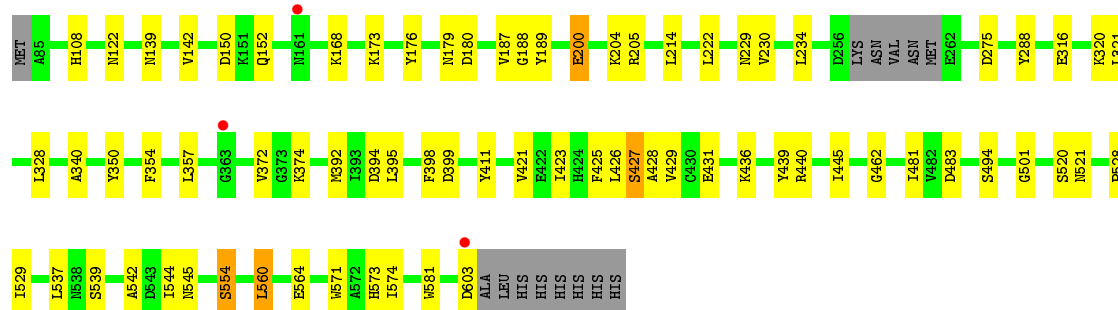 MET A85 H108 N122 N139 V142 D150 K151 Q152 N161 K168 K173 Y176 N179 D180 V187 G188 Y189 E200 K204 R205 L214 L222 N229 V230 L234 D256 LYS ASN VAL ASN MET E262 D275 Y288 E316 K320 L321
L328 A340 Y350 F354 L357 G363 V372 G373 K374 M392 I393 D394 L395 F398 D399 Y411 V421 E422 I423 H424 F425 L426 S427 A428 V429 C430 E431 K436 Y439 R440 I445 G462 I481 V482 D483 S494 G501 S520 N521
I529 L537 N538 S539 A542 D543 I544 N545 S554 L560 E564 W571 A572 H573 I574 W581 D603 ALA LEU HIS HIS HIS HIS HIS HIS